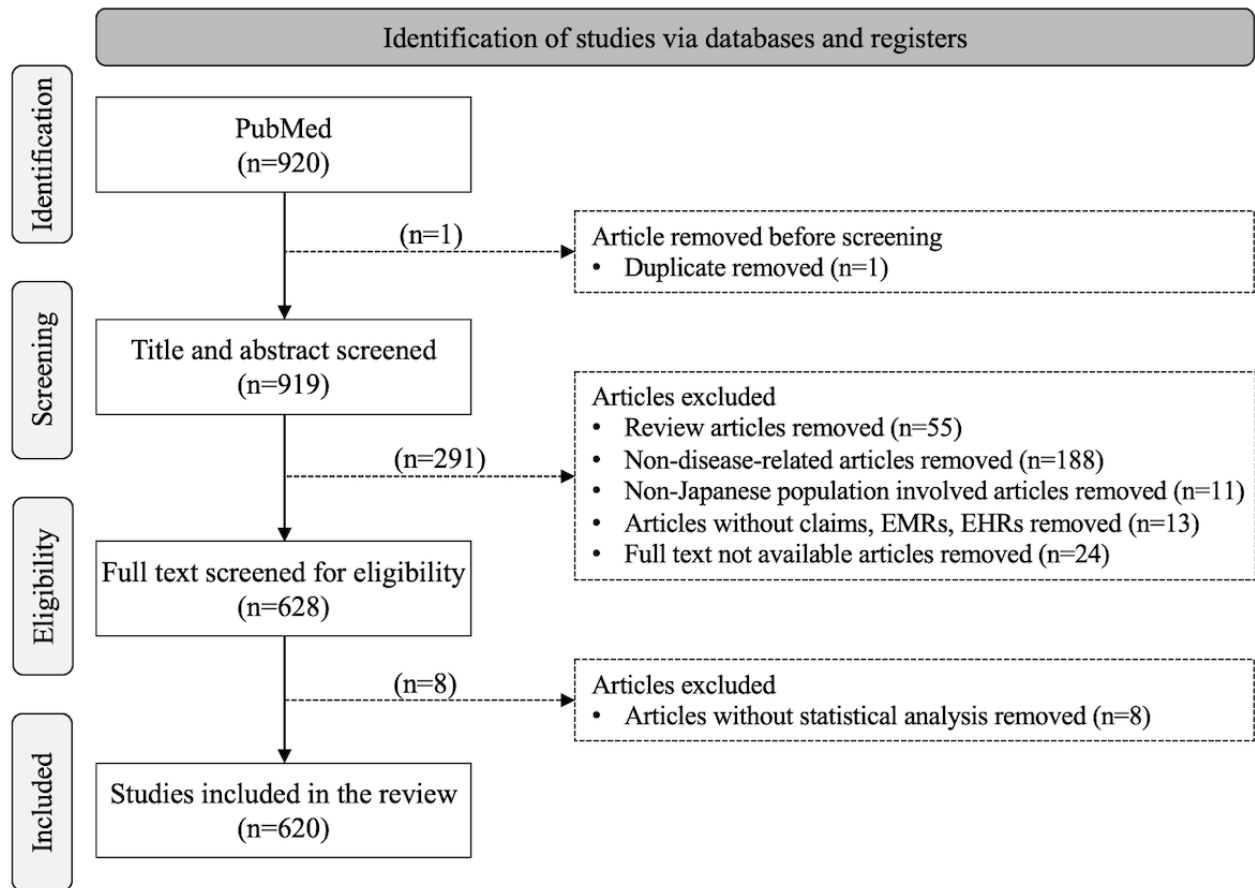 Identification of studies via databases and registers
Identification
PubMed
(n=920)
(n=1)
Article removed before screening
• Duplicate removed (n=1)
Screening
Title and abstract screened
(n=919)
(n=291)
Articles excluded
• Review articles removed (n=55)
• Non-disease-related articles removed (n=188)
• Non-Japanese population involved articles removed (n=11)
• Articles without claims, EMRs, EHRs removed (n=13)
• Full text not available articles removed (n=24)
Eligibility
Full text screened for eligibility
(n=628)
(n=8)
Articles excluded
• Articles without statistical analysis removed (n=8)
Included
Studies included in the review
(n=620)